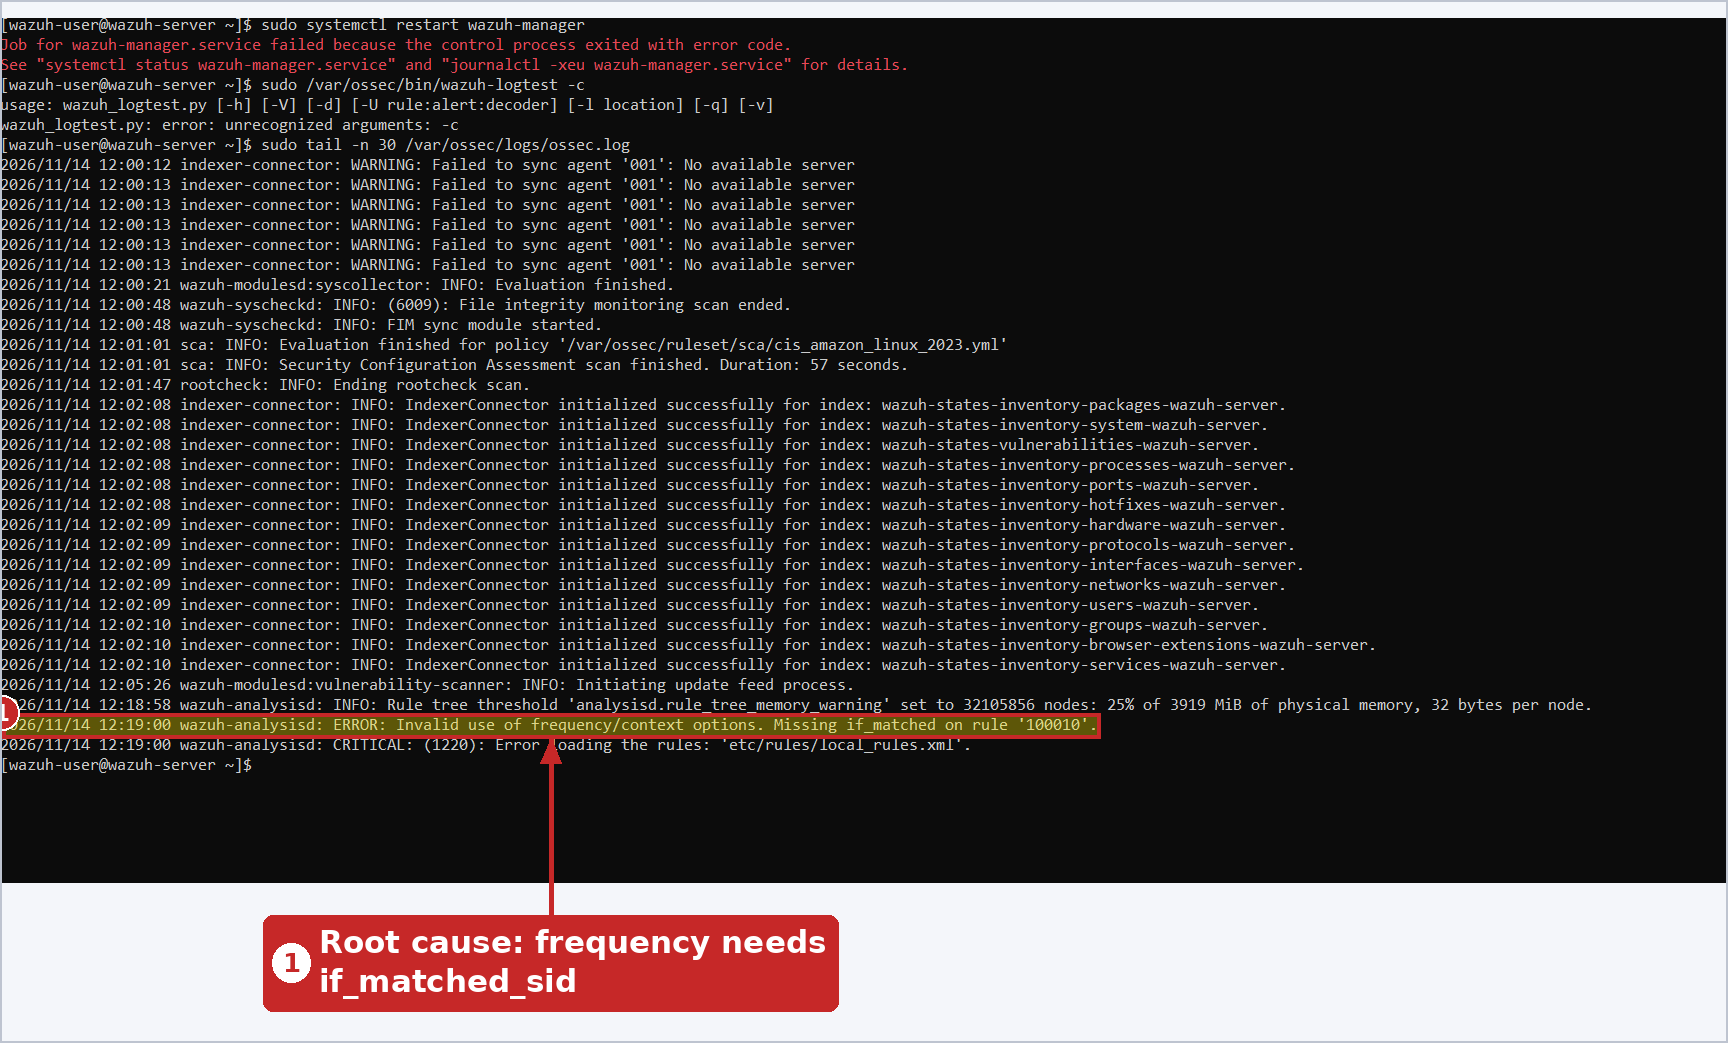 [wazuh-user@wazuh-server ~]$ sudo systemctl restart wazuh-manager
Job for wazuh-manager.service failed because the control process exited with error code.
See "systemctl status wazuh-manager.service" and "journalctl -xeu wazuh-manager.service" for details.
[wazuh-user@wazuh-server ~]$ sudo /var/ossec/bin/wazuh-logtest -c
usage: wazuh_logtest.py [-h] [-V] [-d] [-U rule:alert:decoder] [-l location] [-q] [-v]
wazuh_logtest.py: error: unrecognized arguments: -c
[wazuh-user@wazuh-server ~]$ sudo tail -n 30 /var/ossec/logs/ossec.log
2026/11/14 12:00:12 indexer-connector: WARNING: Failed to sync agent '001': No available server
2026/11/14 12:00:13 indexer-connector: WARNING: Failed to sync agent '001': No available server
2026/11/14 12:00:13 indexer-connector: WARNING: Failed to sync agent '001': No available server
2026/11/14 12:00:13 indexer-connector: WARNING: Failed to sync agent '001': No available server
2026/11/14 12:00:13 indexer-connector: WARNING: Failed to sync agent '001': No available server
2026/11/14 12:00:13 indexer-connector: WARNING: Failed to sync agent '001': No available server
2026/11/14 12:00:21 wazuh-modulesd:syscollector: INFO: Evaluation finished.
2026/11/14 12:00:48 wazuh-syscheckd: INFO: (6009): File integrity monitoring scan ended.
2026/11/14 12:00:48 wazuh-syscheckd: INFO: FIM sync module started.
2026/11/14 12:01:01 sca: INFO: Evaluation finished for policy '/var/ossec/ruleset/sca/cis_amazon_linux_2023.yml'
2026/11/14 12:01:01 sca: INFO: Security Configuration Assessment scan finished. Duration: 57 seconds.
2026/11/14 12:01:47 rootcheck: INFO: Ending rootcheck scan.
2026/11/14 12:02:08 indexer-connector: INFO: IndexerConnector initialized successfully for index: wazuh-states-inventory-packages-wazuh-server.
2026/11/14 12:02:08 indexer-connector: INFO: IndexerConnector initialized successfully for index: wazuh-states-inventory-system-wazuh-server.
2026/11/14 12:02:08 indexer-connector: INFO: IndexerConnector initialized successfully for index: wazuh-states-vulnerabilities-wazuh-server.
2026/11/14 12:02:08 indexer-connector: INFO: IndexerConnector initialized successfully for index: wazuh-states-inventory-processes-wazuh-server.
2026/11/14 12:02:08 indexer-connector: INFO: IndexerConnector initialized successfully for index: wazuh-states-inventory-ports-wazuh-server.
2026/11/14 12:02:08 indexer-connector: INFO: IndexerConnector initialized successfully for index: wazuh-states-inventory-hotfixes-wazuh-server.
2026/11/14 12:02:09 indexer-connector: INFO: IndexerConnector initialized successfully for index: wazuh-states-inventory-hardware-wazuh-server.
2026/11/14 12:02:09 indexer-connector: INFO: IndexerConnector initialized successfully for index: wazuh-states-inventory-protocols-wazuh-server.
2026/11/14 12:02:09 indexer-connector: INFO: IndexerConnector initialized successfully for index: wazuh-states-inventory-interfaces-wazuh-server.
2026/11/14 12:02:09 indexer-connector: INFO: IndexerConnector initialized successfully for index: wazuh-states-inventory-networks-wazuh-server.
2026/11/14 12:02:09 indexer-connector: INFO: IndexerConnector initialized successfully for index: wazuh-states-inventory-users-wazuh-server.
2026/11/14 12:02:10 indexer-connector: INFO: IndexerConnector initialized successfully for index: wazuh-states-inventory-groups-wazuh-server.
2026/11/14 12:02:10 indexer-connector: INFO: IndexerConnector initialized successfully for index: wazuh-states-inventory-browser-extensions-wazuh-server.
2026/11/14 12:02:10 indexer-connector: INFO: IndexerConnector initialized successfully for index: wazuh-states-inventory-services-wazuh-server.
2026/11/14 12:05:26 wazuh-modulesd:vulnerability-scanner: INFO: Initiating update feed process.
2026/11/14 12:18:58 wazuh-analysisd: INFO: Rule tree threshold 'analysisd.rule_tree_memory_warning' set to 32105856 nodes: 25% of 3919 MiB of physical memory, 32 bytes per node.
1
2026/11/14 12:19:00 wazuh-analysisd: ERROR: Invalid use of frequency/context options. Missing if_matched on rule '100010'.
2026/11/14 12:19:00 wazuh-analysisd: CRITICAL: (1220): Error loading the rules: 'etc/rules/local_rules.xml'.
[wazuh-user@wazuh-server ~]$
1 Root cause: frequency needs
if_matched_sid